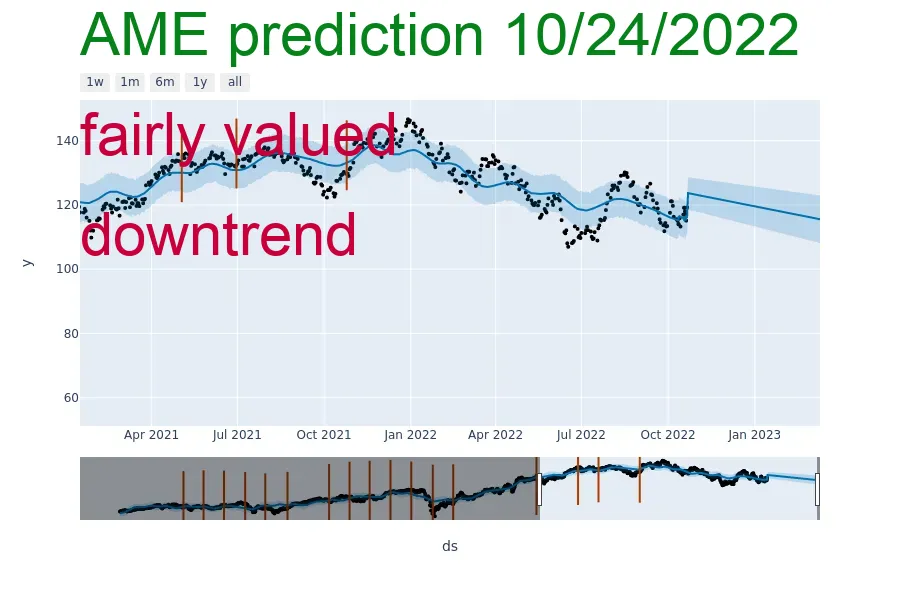 AME prediction 10/24/2022
1w 1m 6m 1y all
fairly valued
downtrend
y
140
120
100
80
60
Apr 2021 Jul 2021 Oct 2021 Jan 2022 Apr 2022 Jul 2022 Oct 2022 Jan 2023
ds